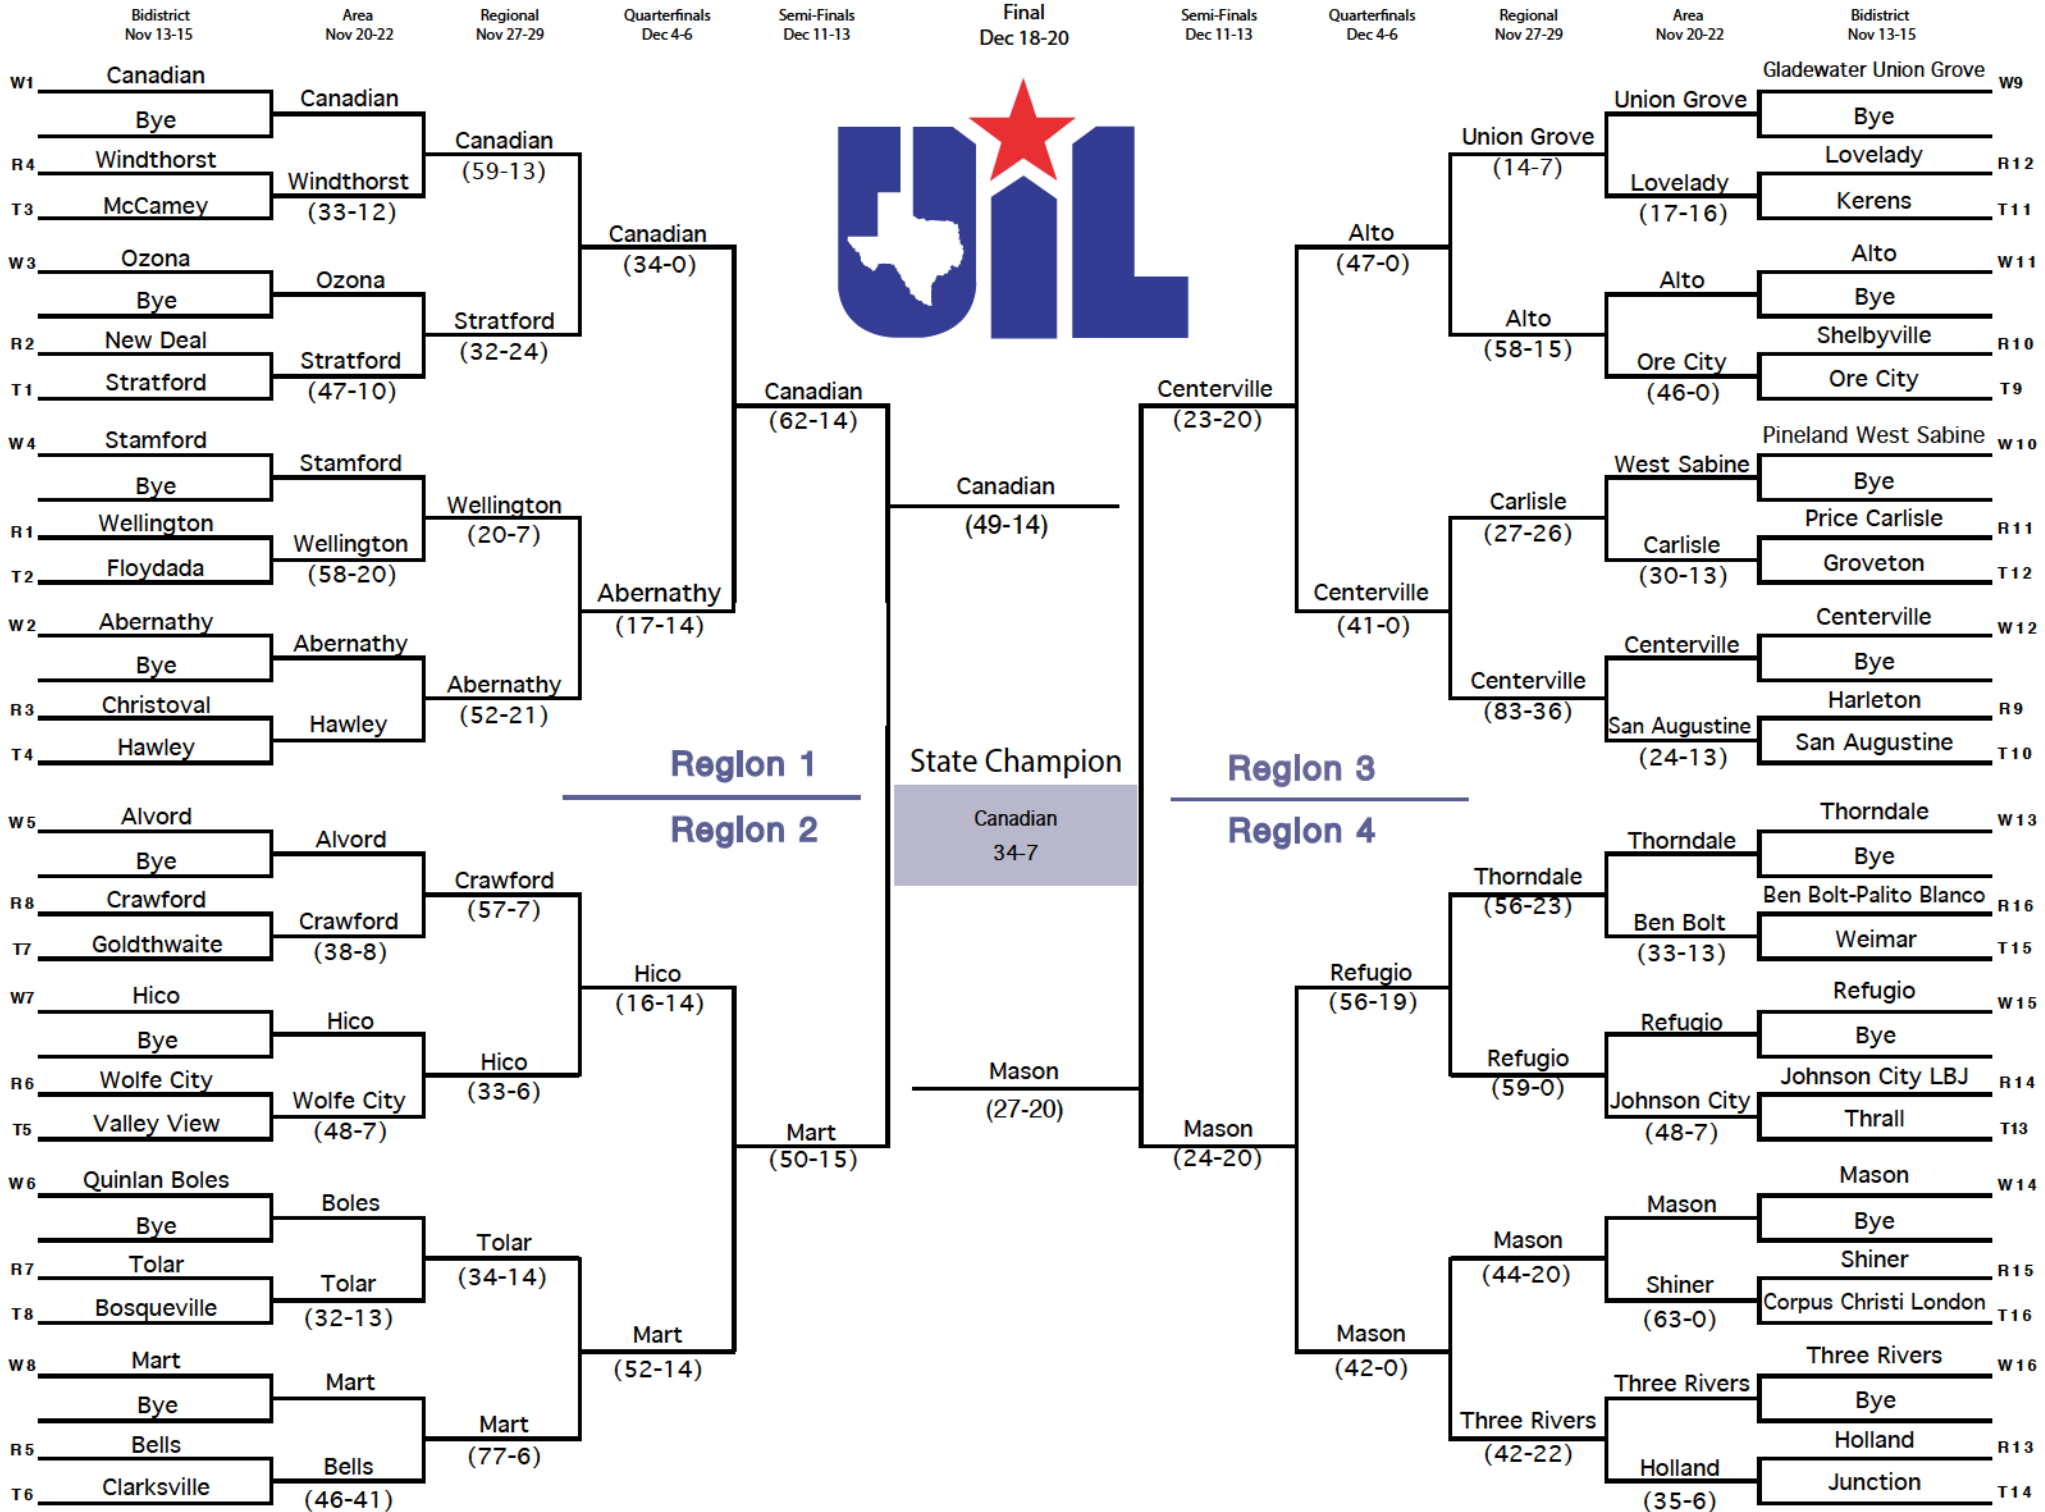 Bidistrict
Nov 13-15
Area
Nov 20-22
Regional
Nov 27-29
Quarterfinals
Dec 4-6
Semi-Finals
Dec 11-13
Final
Dec 18-20
Semi-Finals
Dec 11-13
Quarterfinals
Dec 4-6
Regional
Nov 27-29
Area
Nov 20-22
Bidistrict
Nov 13-15
UIL
W1 Canadian
Bye
R4 Windthorst
T3 McCamey
W3 Ozona
Bye
R2 New Deal
T1 Stratford
W4 Stamford
Bye
R1 Wellington
T2 Floydada
W2 Abernathy
Bye
R3 Christoval
T4 Hawley
W5 Alvord
Bye
R8 Crawford
T7 Goldthwaite
W7 Hico
Bye
R6 Wolfe City
T5 Valley View
W6 Quinlan Boles
Bye
R7 Tolar
T8 Bosqueville
W8 Mart
Bye
R5 Bells
T6 Clarksville
Canadian
Windthorst
(33-12)
Ozona
Stratford
(47-10)
Stamford
Wellington
(58-20)
Abernathy
Hawley
Alvord
Crawford
(38-8)
Hico
Wolfe City
(48-7)
Boles
Tolar
(32-13)
Mart
Bells
(46-41)
Canadian
(59-13)
Stratford
(32-24)
Wellington
(20-7)
Abernathy
(52-21)
Crawford
(57-7)
Hico
(33-6)
Tolar
(34-14)
Mart
(77-6)
Canadian
(34-0)
Abernathy
(17-14)
Hico
(16-14)
Mart
(52-14)
Canadian
(62-14)
Mart
(50-15)
Region 1
Region 2
Canadian
(49-14)
State Champion
Canadian
34-7
Mason
(27-20)
Region 3
Region 4
Centerville
(23-20)
Mason
(24-20)
Alto
(47-0)
Centerville
(41-0)
Refugio
(56-19)
Mason
(42-0)
Union Grove
(14-7)
Alto
(58-15)
Carlisle
(27-26)
Centerville
(83-36)
Thorndale
(56-23)
Refugio
(59-0)
Mason
(44-20)
Three Rivers
(42-22)
Union Grove
Lovelady
(17-16)
Alto
Ore City
(46-0)
West Sabine
Carlisle
(30-13)
Centerville
San Augustine
(24-13)
Thorndale
Ben Bolt
(33-13)
Refugio
Johnson City
(48-7)
Mason
Shiner
(63-0)
Three Rivers
Holland
(35-6)
Gladewater Union Grove W9
Bye
Lovelady R12
Kerens T11
Alto W11
Bye
Shelbyville R10
Ore City T9
Pineland West Sabine W10
Bye
Price Carlisle R11
Groveton T12
Centerville W12
Bye
Harleton R9
San Augustine T10
Thorndale W13
Bye
Ben Bolt-Palito Blanco R16
Weimar T15
Refugio W15
Bye
Johnson City LBJ R14
Thrall T13
Mason W14
Bye
Shiner R15
Corpus Christi London T16
Three Rivers W16
Bye
Holland R13
Junction T14